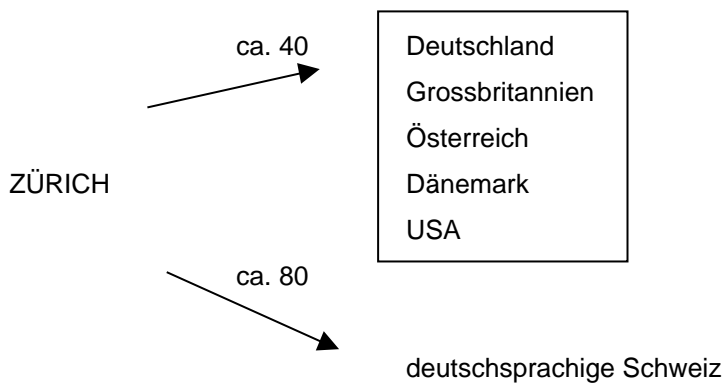 ca. 40
Deutschland
Grossbritannien
Österreich
Dänemark
ZÜRICH
USA
ca. 80
deutschsprachige Schweiz